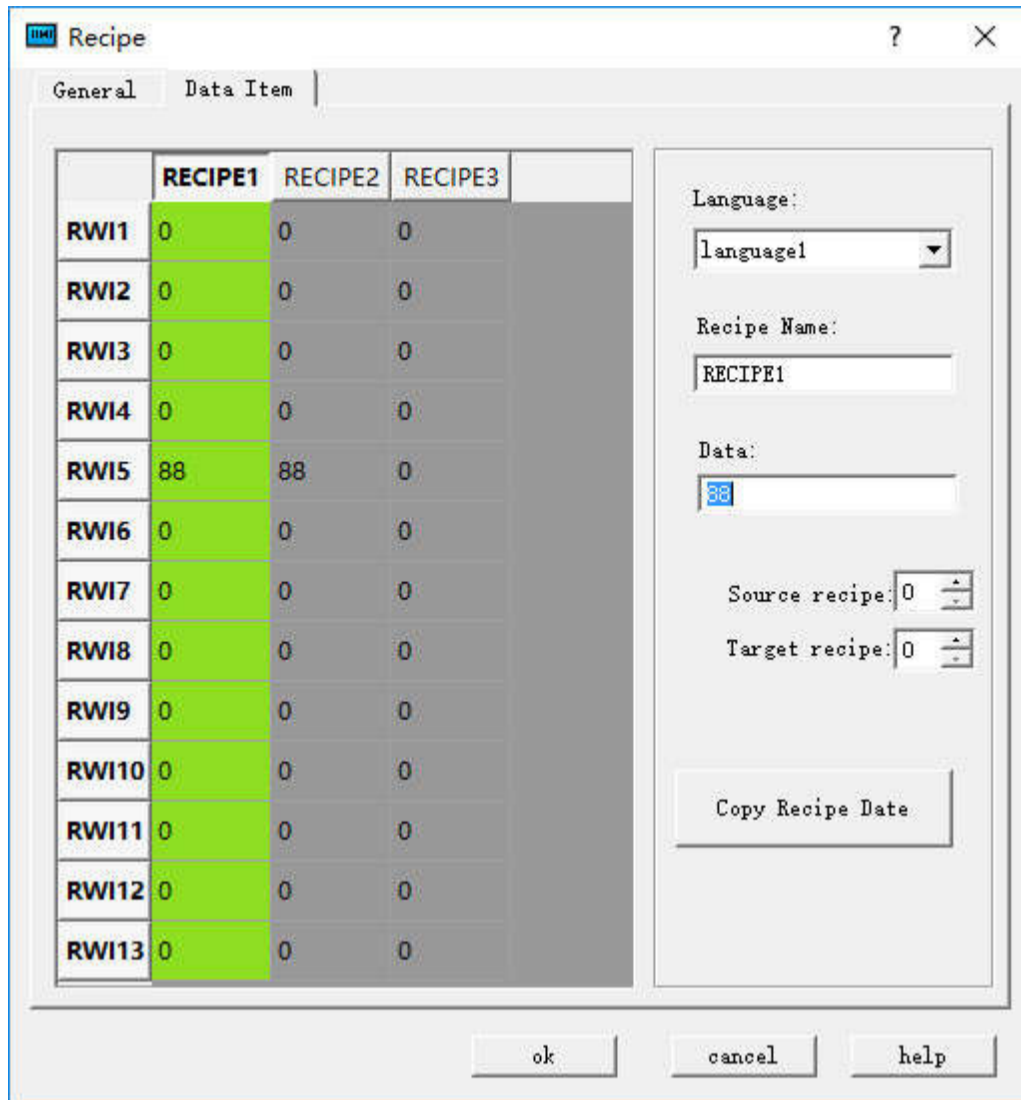 Recipe ?
General Data Item
RECIPE1 RECIPE2 RECIPE3
RWI1 0 0 0
RWI2 0 0 0
RWI3 0 0 0
RWI4 0 0 0
RWI5 88 88 0
RWI6 0 0 0
RWI7 0 0 0
RWI8 0 0 0
RWI9 0 0 0
RWI10 0 0 0
RWI11 0 0 0
RWI12 0 0 0
RWI13 0 0 0
Language:
language1
Recipe Name:
RECIPE1
Data:
88
Source recipe: 0
Target recipe: 0
Copy Recipe Date
ok cancel help